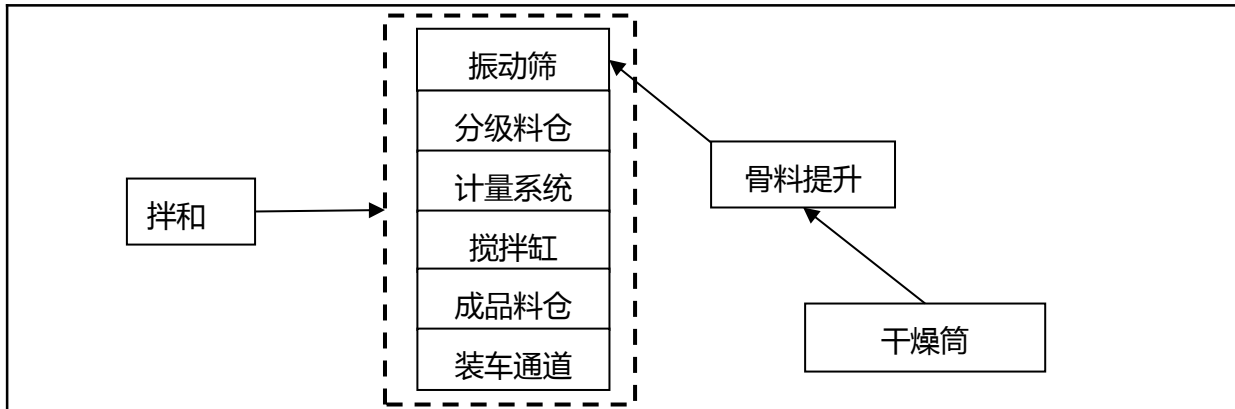 振动筛
分级料仓
计量系统
搅拌缸
成品料仓
装车通道
拌和
骨料提升
干燥筒